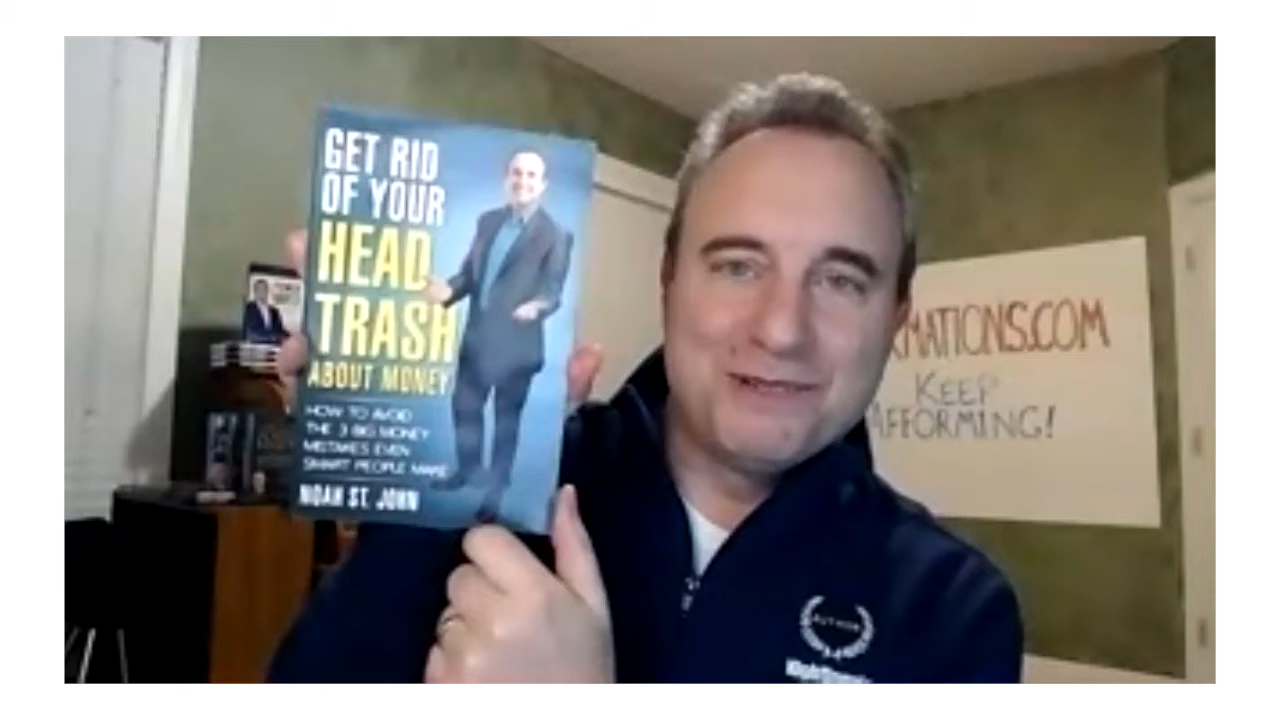 GET RID
OF YOUR
HEAD
TRASH
ABOUT MONEY
HOW TO AVOID
THE 3 BIG MONEY
MISTAKES EVEN
SMART PEOPLE MAKE
NOAH ST. JOHN
RMATIONS.COM
KEEP
AFFORMING!
AUTHOR